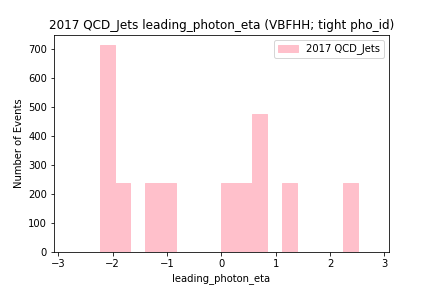 2017 QCD_Jets leading_photon_eta (VBFHH; tight pho_id)
2017 QCD_Jets
Number of Events
700
600
500
400
300
200
100
0
−3 −2 −1 0 1 2 3
leading_photon_eta